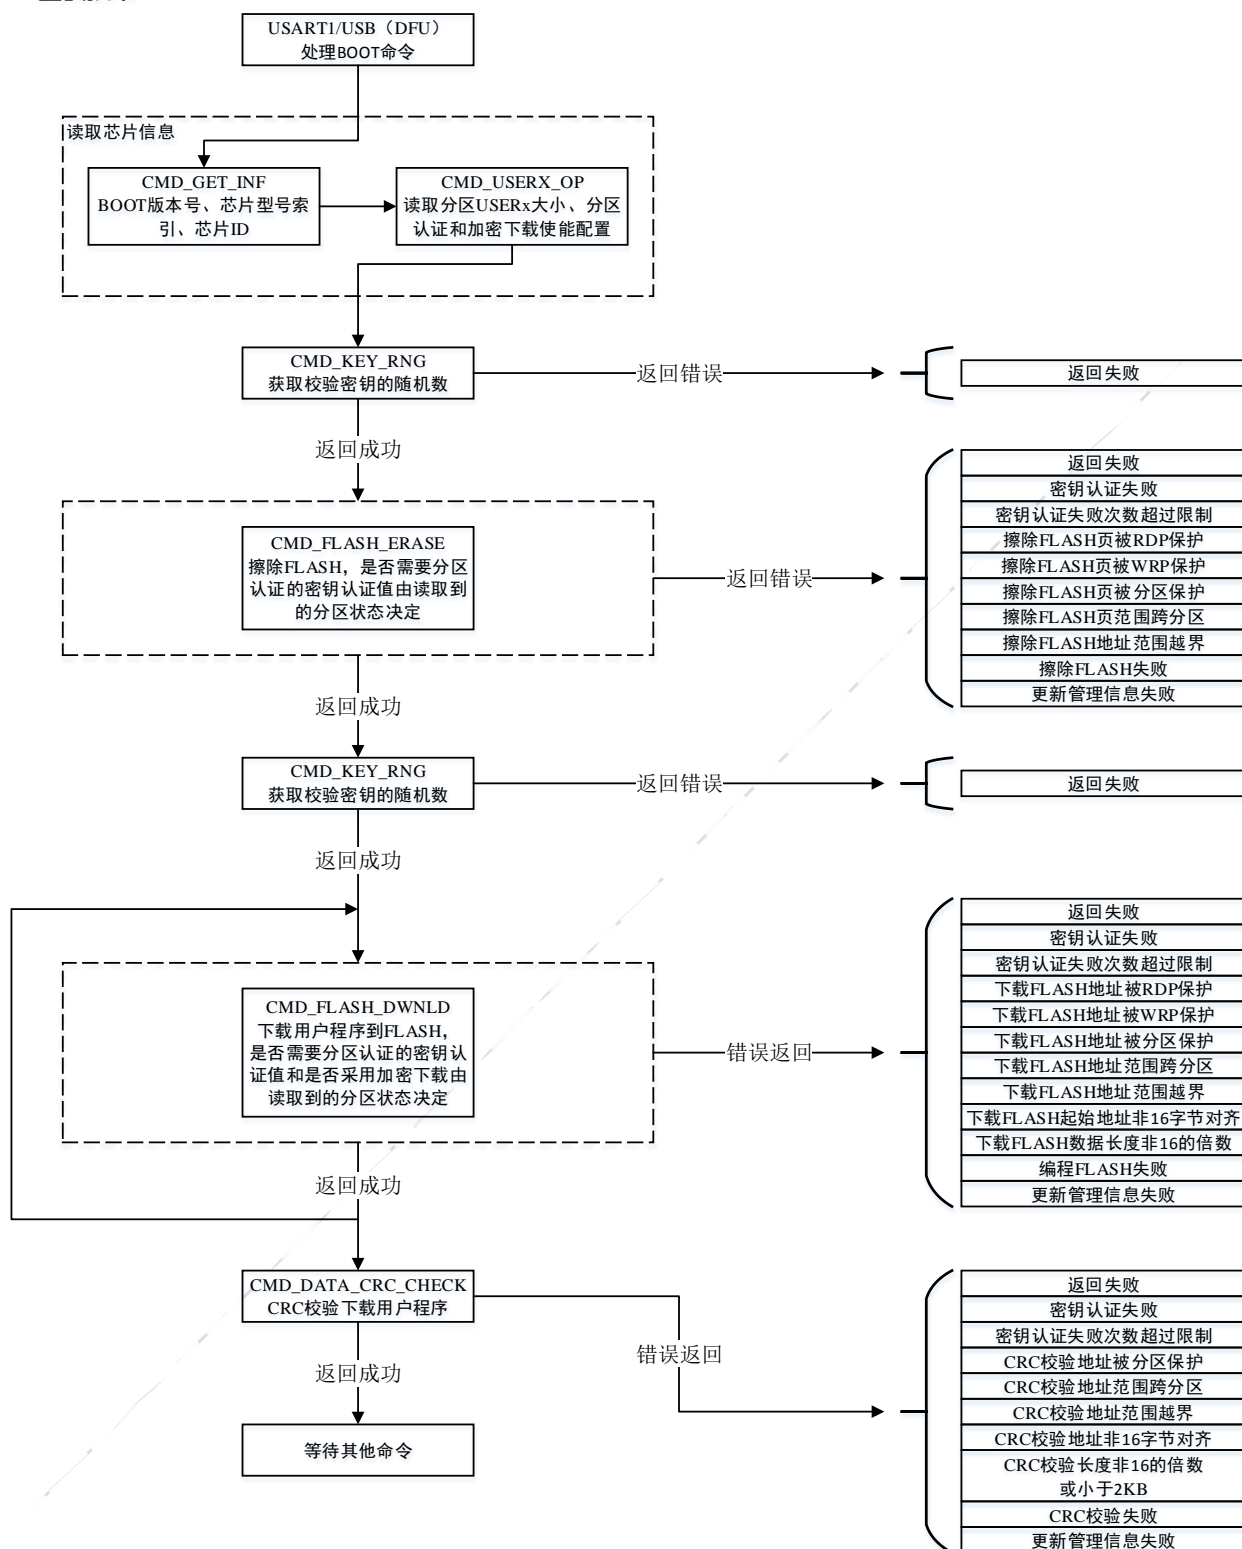 USART1/USB（DFU）
处理BOOT命令
读取芯片信息
CMD_GET_INF
BOOT版本号、芯片型号索
引、芯片ID
CMD_USERX_OP
读取分区USERx大小、分区
认证和加密下载使能配置
CMD_KEY_RNG
获取校验密钥的随机数
返回错误
返回失败
返回成功
CMD_FLASH_ERASE
擦除FLASH，是否需要分区
认证的密钥认证值由读取到
的分区状态决定
返回错误
返回失败
密钥认证失败
密钥认证失败次数超过限制
擦除FLASH页被RDP保护
擦除FLASH页被WRP保护
擦除FLASH页被分区保护
擦除FLASH页范围跨分区
擦除FLASH地址范围越界
擦除FLASH失败
更新管理信息失败
返回成功
CMD_KEY_RNG
获取校验密钥的随机数
返回错误
返回失败
返回成功
CMD_FLASH_DWNLD
下载用户程序到FLASH，
是否需要分区认证的密钥认
证值和是否采用加密下载由
读取到的分区状态决定
错误返回
返回失败
密钥认证失败
密钥认证失败次数超过限制
下载FLASH地址被RDP保护
下载FLASH地址被WRP保护
下载FLASH地址被分区保护
下载FLASH地址范围跨分区
下载FLASH地址范围越界
下载FLASH起始地址非16字节对齐
下载FLASH数据长度非16的倍数
编程FLASH失败
更新管理信息失败
返回成功
CMD_DATA_CRC_CHECK
CRC校验下载用户程序
错误返回
返回失败
密钥认证失败
密钥认证失败次数超过限制
CRC校验地址被分区保护
CRC校验地址范围跨分区
CRC校验地址范围越界
CRC校验地址非16字节对齐
CRC校验长度非16的倍数
或小于2KB
CRC校验失败
更新管理信息失败
返回成功
等待其他命令